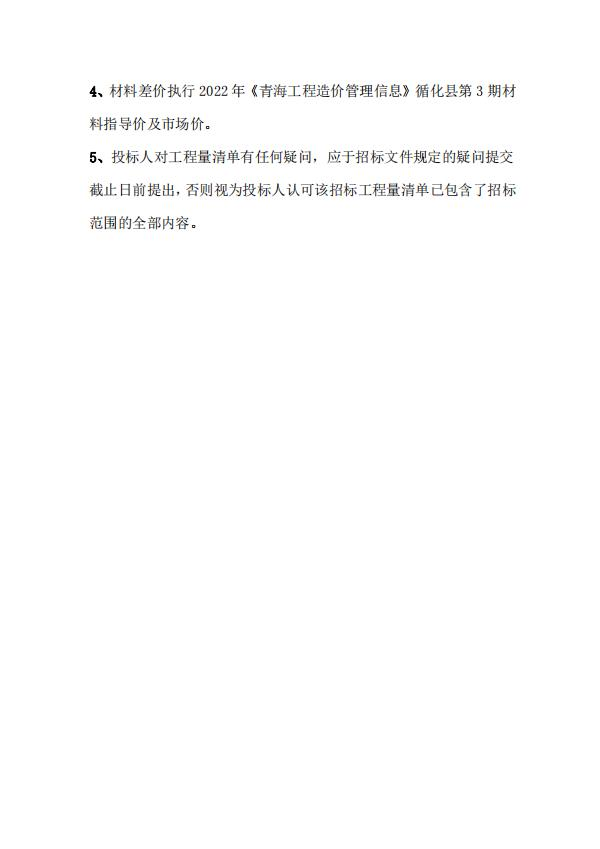 4、材料差价执行 2022 年《青海工程造价管理信息》循化县第 3 期材
料指导价及市场价。
5、投标人对工程量清单有任何疑问，应于招标文件规定的疑问提交
截止日前提出，否则视为投标人认可该招标工程量清单已包含了招标
范围的全部内容。